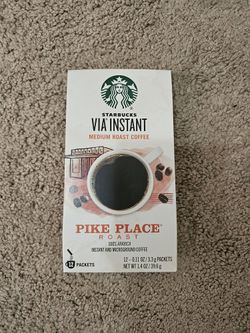 STARBUCKS
VIA INSTANT
MEDIUM ROAST COFFEE
PIKE PLACE
ROAST
100% ARABICA
INSTANT AND MICROGROUND COFFEE
12 PACKETS
12 – 0.11 OZ / 3.3 g PACKETS
NET WT 1.4 OZ / 39.6 g